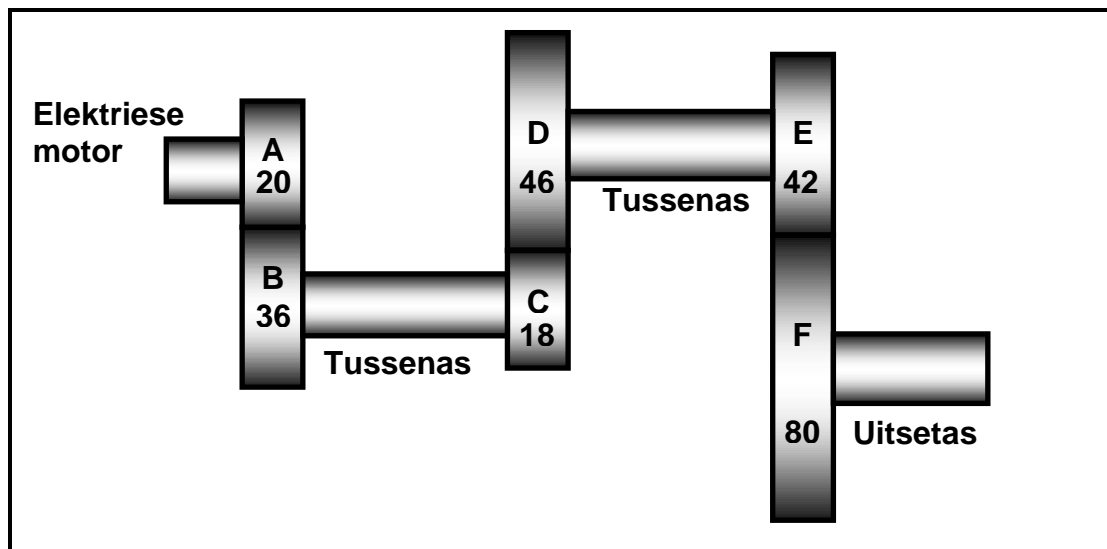 Elektriese
motor
A
20
B
36
Tussenas
C
18
D
46
Tussenas
E
42
F
80
Uitsetas